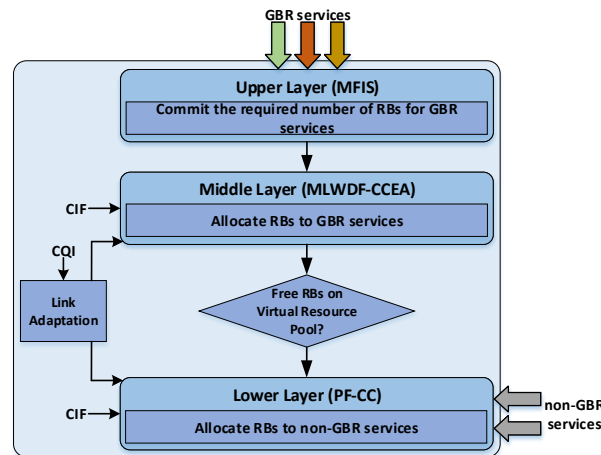 GBR services
Upper Layer (MFIS)
Commit the required number of RBs for GBR
services
Middle Layer (MLWDF-CCEA)
CIF
Allocate RBs to GBR services
CQI
Link
Adaptation
Free RBs on
Virtual Resource
Pool?
Lower Layer (PF-CC)
CIF
Allocate RBs to non-GBR services
non-GBR
services